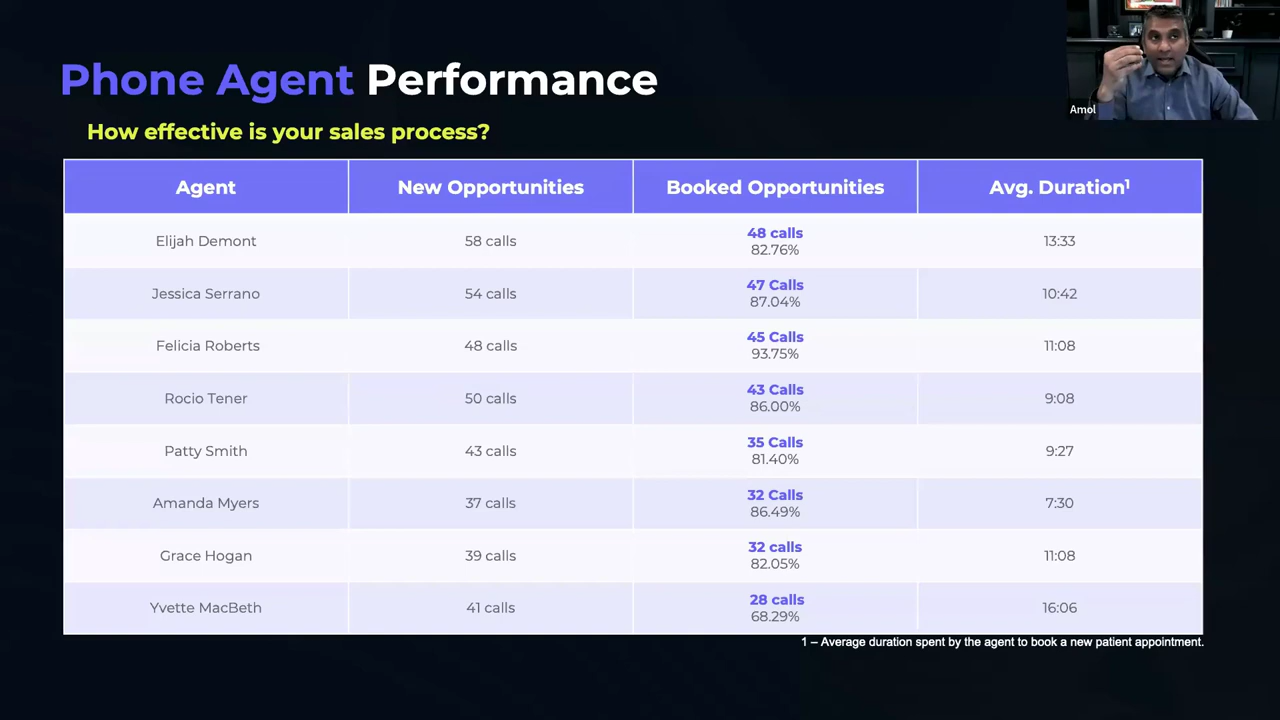 Phone Agent Performance
Amol
How effective is your sales process?
Agent New Opportunities Booked Opportunities Avg. Duration¹
Elijah Demont 58 calls 48 calls 82.76% 13:33
Jessica Serrano 54 calls 47 Calls 87.04% 10:42
Felicia Roberts 48 calls 45 Calls 93.75% 11:08
Rocio Tener 50 calls 43 Calls 86.00% 9:08
Patty Smith 43 calls 35 Calls 81.40% 9:27
Amanda Myers 37 calls 32 Calls 86.49% 7:30
Grace Hogan 39 calls 32 calls 82.05% 11:08
Yvette MacBeth 41 calls 28 calls 68.29% 16:06
1 – Average duration spent by the agent to book a new patient appointment.